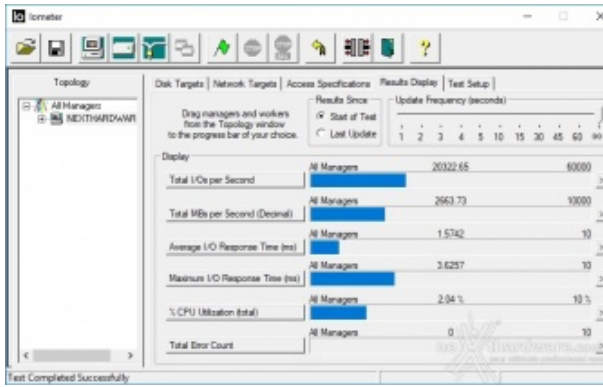 Iometer
Topology
All Managers
NEXTHARDWAR
Disk Targets | Network Targets | Access Specifications | Results Display | Test Setup
Drag managers and workers
from the Topology window
to the progress bar of your choice.
Results Since
Start of Test
Last Update
Update Frequency (seconds)
1 2 3 4 5 10 15 30 45 60 oo
Display
All Managers 20322.65 60000
Total I/Os per Second
All Managers 2663.73 10000
Total MBs per Second (Decimal)
All Managers 1.5742 10
Average I/O Response Time (ms)
All Managers 3.6257 10
Maximum I/O Response Time (ms)
All Managers 2.04 % 10 %
% CPU Utilization (total)
All Managers 0 10
Total Error Count
Test Completed Successfully